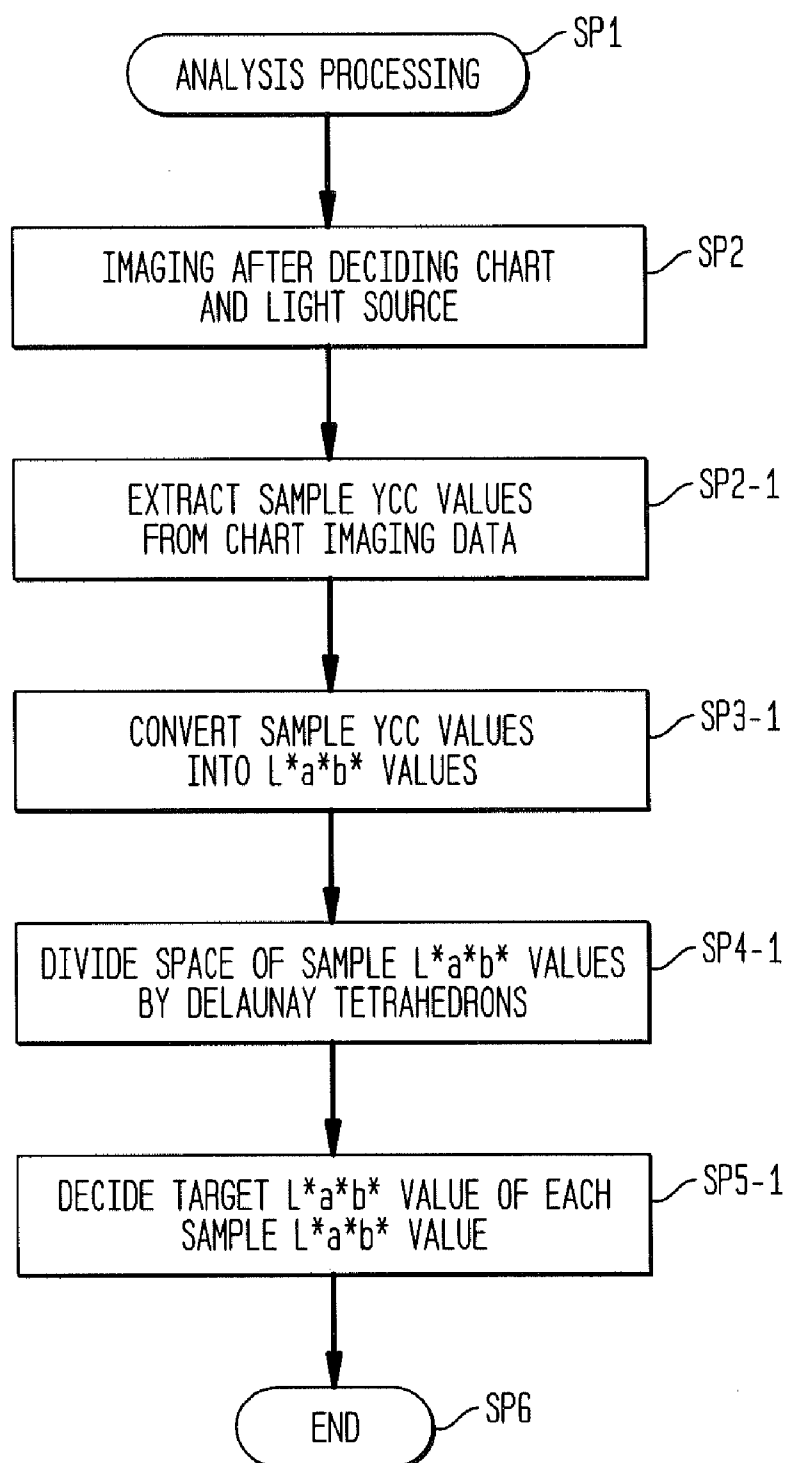 SP1
ANALYSIS PROCESSING
SP2
IMAGING AFTER DECIDING CHART
AND LIGHT SOURCE
SP2-1
EXTRACT SAMPLE YCC VALUES
FROM CHART IMAGING DATA
SP3-1
CONVERT SAMPLE YCC VALUES
INTO L*a*b* VALUES
SP4-1
DIVIDE SPACE OF SAMPLE L*a*b* VALUES
BY DELAUNAY TETRAHEDRONS
SP5-1
DECIDE TARGET L*a*b* VALUE OF EACH
SAMPLE L*a*b* VALUE
SP6
END